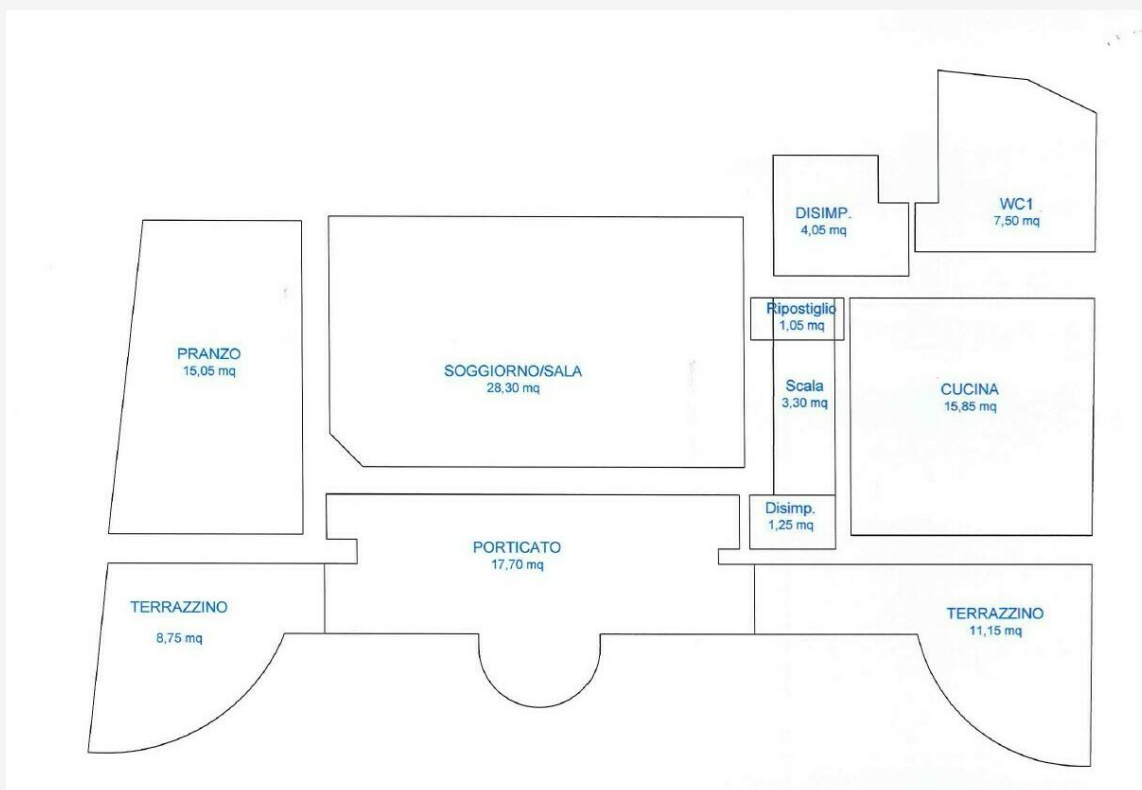 DISIMP.
4,05 mq
WC1
7,50 mq
PRANZO
15,05 mq
SOGGIORNO/SALA
28,30 mq
Ripostiglio
1,05 mq
Scala
3,30 mq
CUCINA
15,85 mq
Disimp.
1,25 mq
PORTICATO
17,70 mq
TERRAZZINO
8,75 mq
TERRAZZINO
11,15 mq